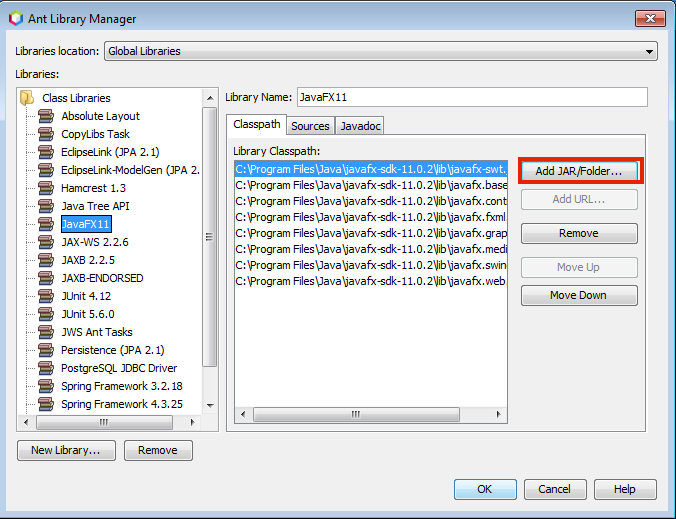 Ant Library Manager
Libraries location: Global Libraries
Libraries:
Class Libraries
Absolute Layout
CopyLibs Task
EclipseLink (JPA 2.1)
EclipseLink-ModelGen (JPA 2.
Hamcrest 1.3
Java Tree API
JavaFX11
JAX-WS 2.2.6
JAXB 2.2.5
JAXB-ENDORSED
JUnit 4.12
JUnit 5.6.0
JWS Ant Tasks
Persistence (JPA 2.1)
PostgreSQL JDBC Driver
Spring Framework 3.2.18
Spring Framework 4.3.25
New Library...
Remove
Library Name: JavaFX11
Classpath
Sources
Javadoc
Library Classpath:
C:\Program Files\Java\javafx-sdk-11.0.2\lib\javafx-swt.
C:\Program Files\Java\javafx-sdk-11.0.2\lib\javafx.base
C:\Program Files\Java\javafx-sdk-11.0.2\lib\javafx.cont
C:\Program Files\Java\javafx-sdk-11.0.2\lib\javafx.fxml.
C:\Program Files\Java\javafx-sdk-11.0.2\lib\javafx.grap
C:\Program Files\Java\javafx-sdk-11.0.2\lib\javafx.medi
C:\Program Files\Java\javafx-sdk-11.0.2\lib\javafx.swin
C:\Program Files\Java\javafx-sdk-11.0.2\lib\javafx.web.
Add JAR/Folder...
Add URL...
Remove
Move Up
Move Down
OK
Cancel
Help